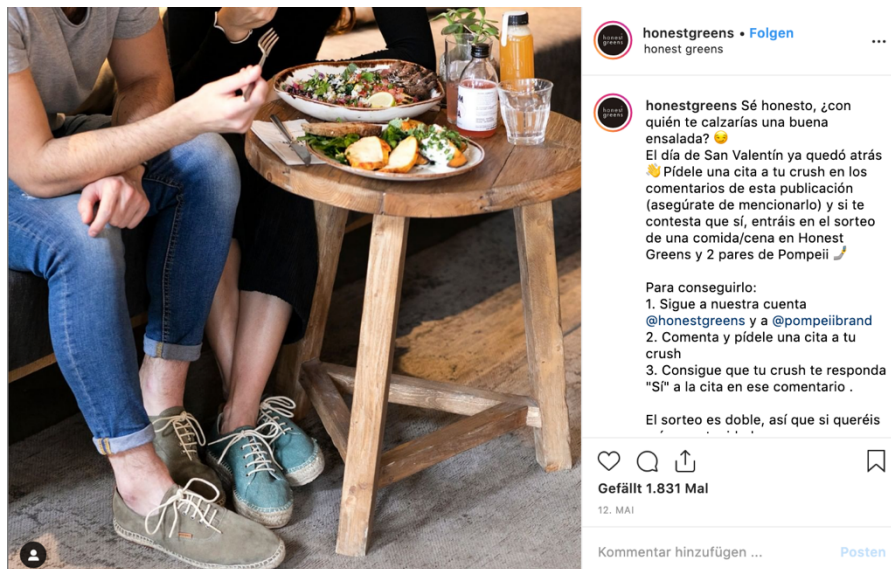 honestgreens • Folgen
honest greens
honestgreens Sé honesto, ¿con
quién te calzarías una buena
ensalada? 😏
El día de San Valentín ya quedó atrás
👋 Pídele una cita a tu crush en los
comentarios de esta publicación
(asegúrate de mencionarlo) y si te
contesta que sí, entráis en el sorteo
de una comida/cena en Honest
Greens y 2 pares de Pompeii 🤳
Para conseguirlo:
1. Sigue a nuestra cuenta
@honestgreens y a @pompeiibrand
2. Comenta y pídele una cita a tu
crush
3. Consigue que tu crush te responda
"Sí" a la cita en ese comentario .
El sorteo es doble, así que si queréis
Gefällt 1.831 Mal
12. MAI
Kommentar hinzufügen ...
Posten